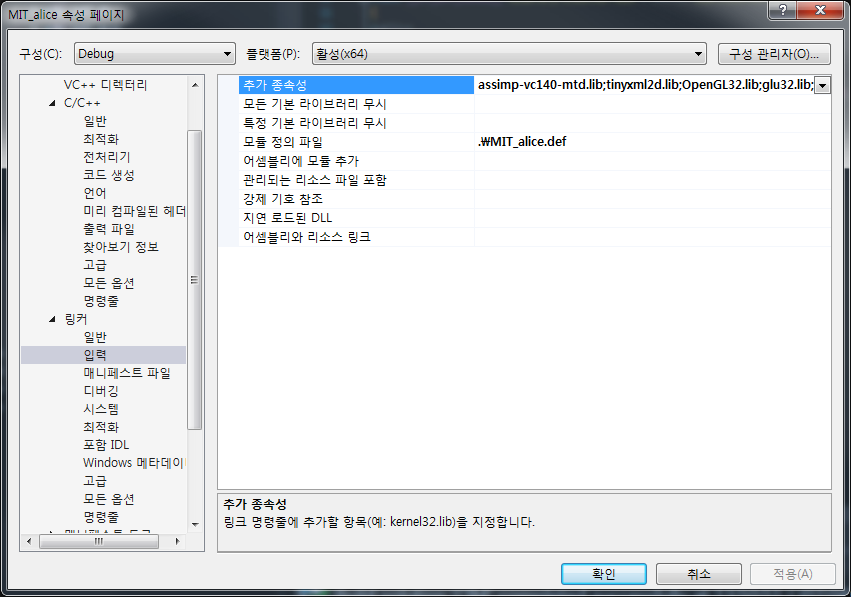 MIT_alice 속성 페이지
구성(C): Debug 플랫폼(P): 활성(x64) 구성 관리자(O)...
VC++ 디렉터리
C/C++
일반
최적화
전처리기
코드 생성
언어
미리 컴파일된 헤더
출력 파일
찾아보기 정보
고급
모든 옵션
명령줄
링커
일반
입력
매니페스트 파일
디버깅
시스템
최적화
포함 IDL
Windows 메타데이
고급
모든 옵션
명령줄
추가 종속성 assimp-vc140-mtd.lib;tinyxml2d.lib;OpenGL32.lib;glu32.lib;
모든 기본 라이브러리 무시
특정 기본 라이브러리 무시
모듈 정의 파일 .₩MIT_alice.def
어셈블리에 모듈 추가
관리되는 리소스 파일 포함
강제 기호 참조
지연 로드된 DLL
어셈블리와 리소스 링크
추가 종속성
링크 명령줄에 추가할 항목(예: kernel32.lib)을 지정합니다.
확인 취소 적용(A)